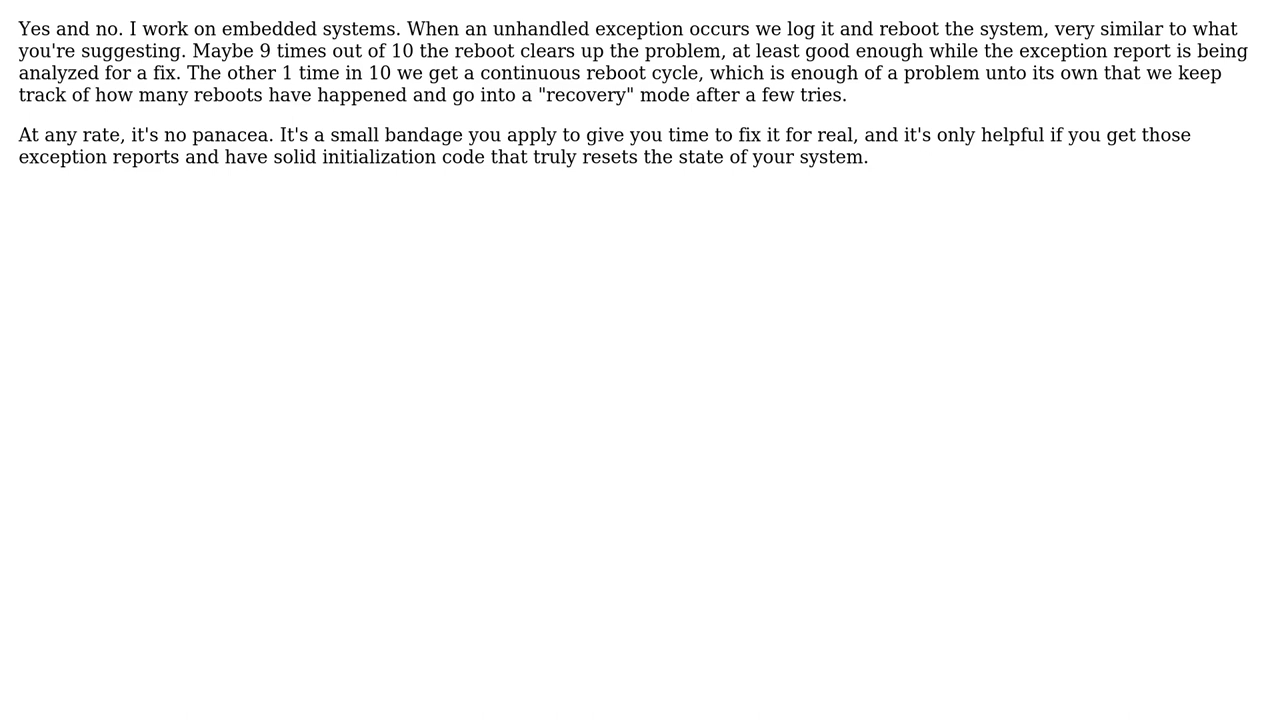 Yes and no. I work on embedded systems. When an unhandled exception occurs we log it and reboot the system, very similar to what
you're suggesting. Maybe 9 times out of 10 the reboot clears up the problem, at least good enough while the exception report is being
analyzed for a fix. The other 1 time in 10 we get a continuous reboot cycle, which is enough of a problem unto its own that we keep
track of how many reboots have happened and go into a "recovery" mode after a few tries.
At any rate, it's no panacea. It's a small bandage you apply to give you time to fix it for real, and it's only helpful if you get those
exception reports and have solid initialization code that truly resets the state of your system.